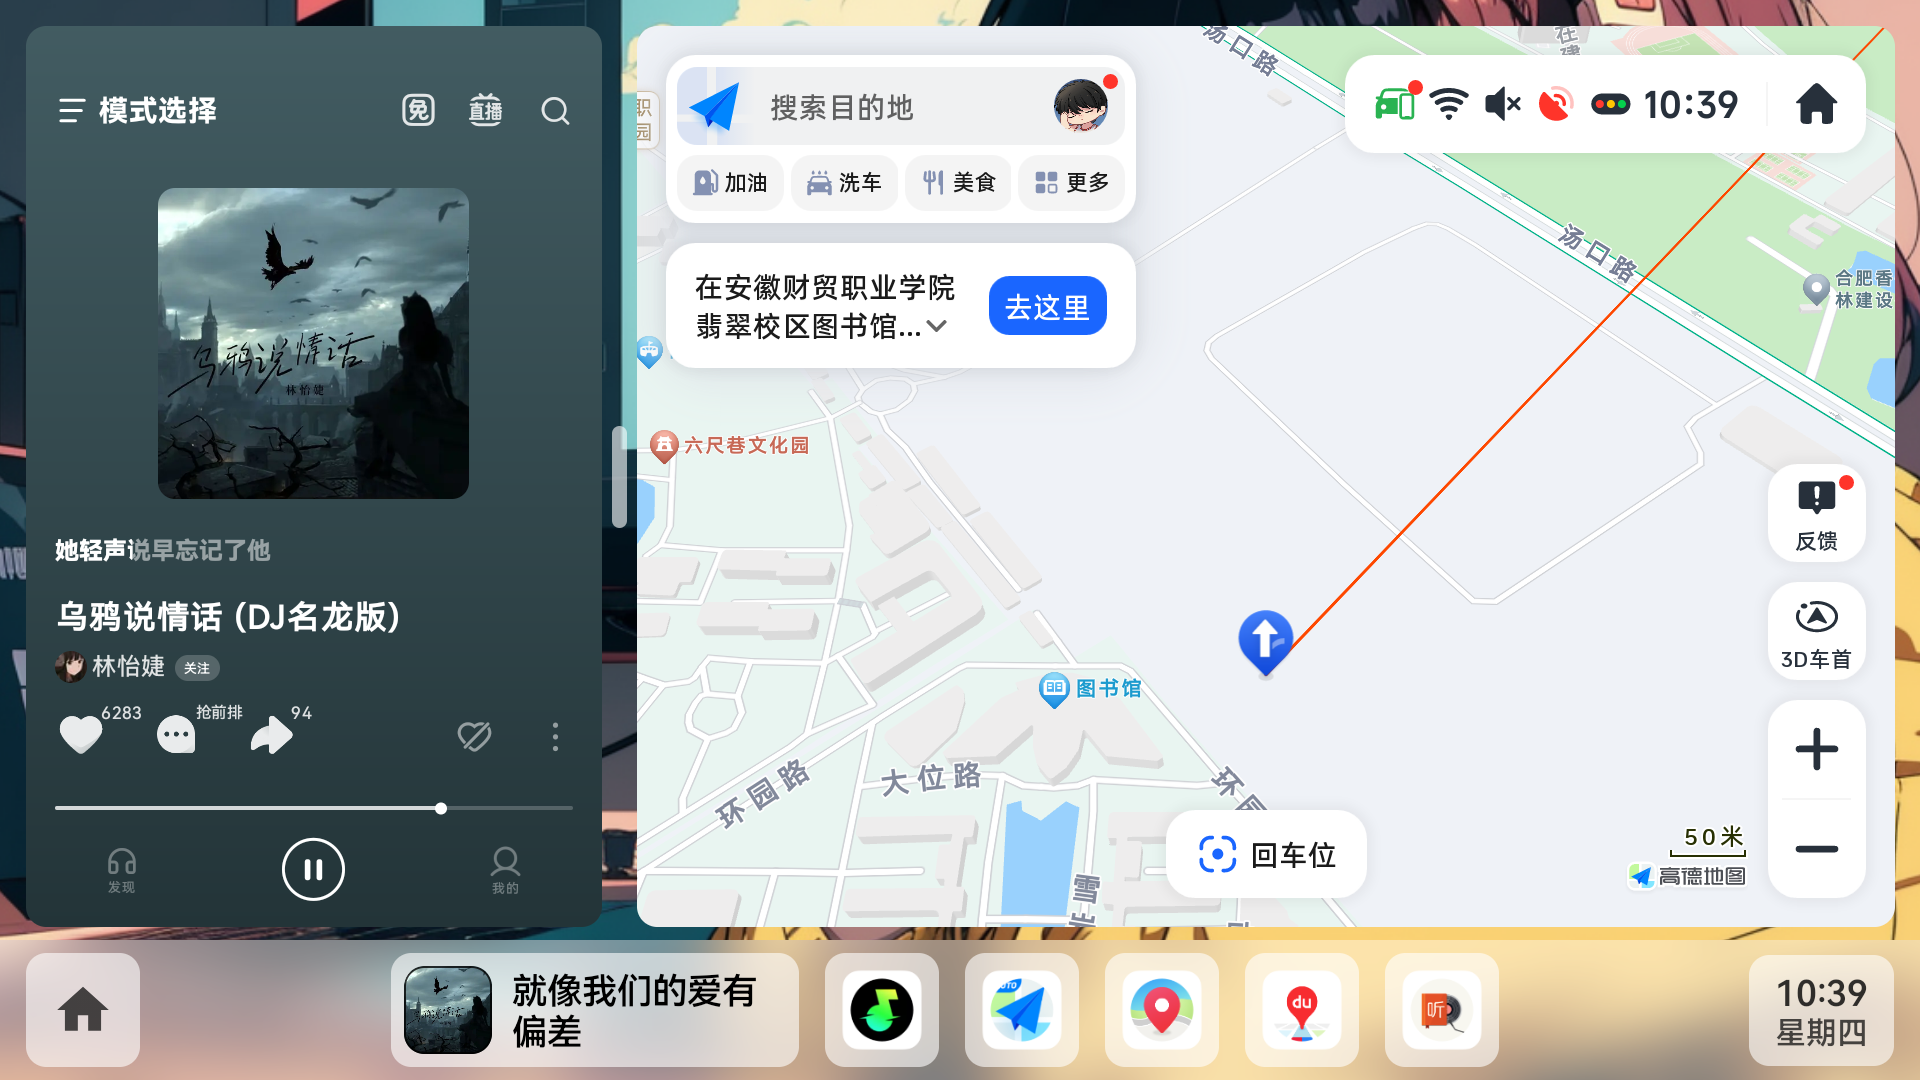 模式选择
免
直播
乌鸦说情话
林怡婕
她轻声说早忘记了他
乌鸦说情话 (DJ名龙版)
林怡婕
关注
6283
抢前排
94
发现
我的
搜索目的地
加油
洗车
美食
更多
在安徽财贸职业学院
翡翠校区图书馆...
去这里
10:39
汤口路
在建
职
园
汤口路
合肥香
林建设
六尺巷文化园
图书馆
环园路
大位路
环园
雪
反馈
3D车首
回车位
50米
高德地图
就像我们的爱有
偏差
du
听
10:39
星期四